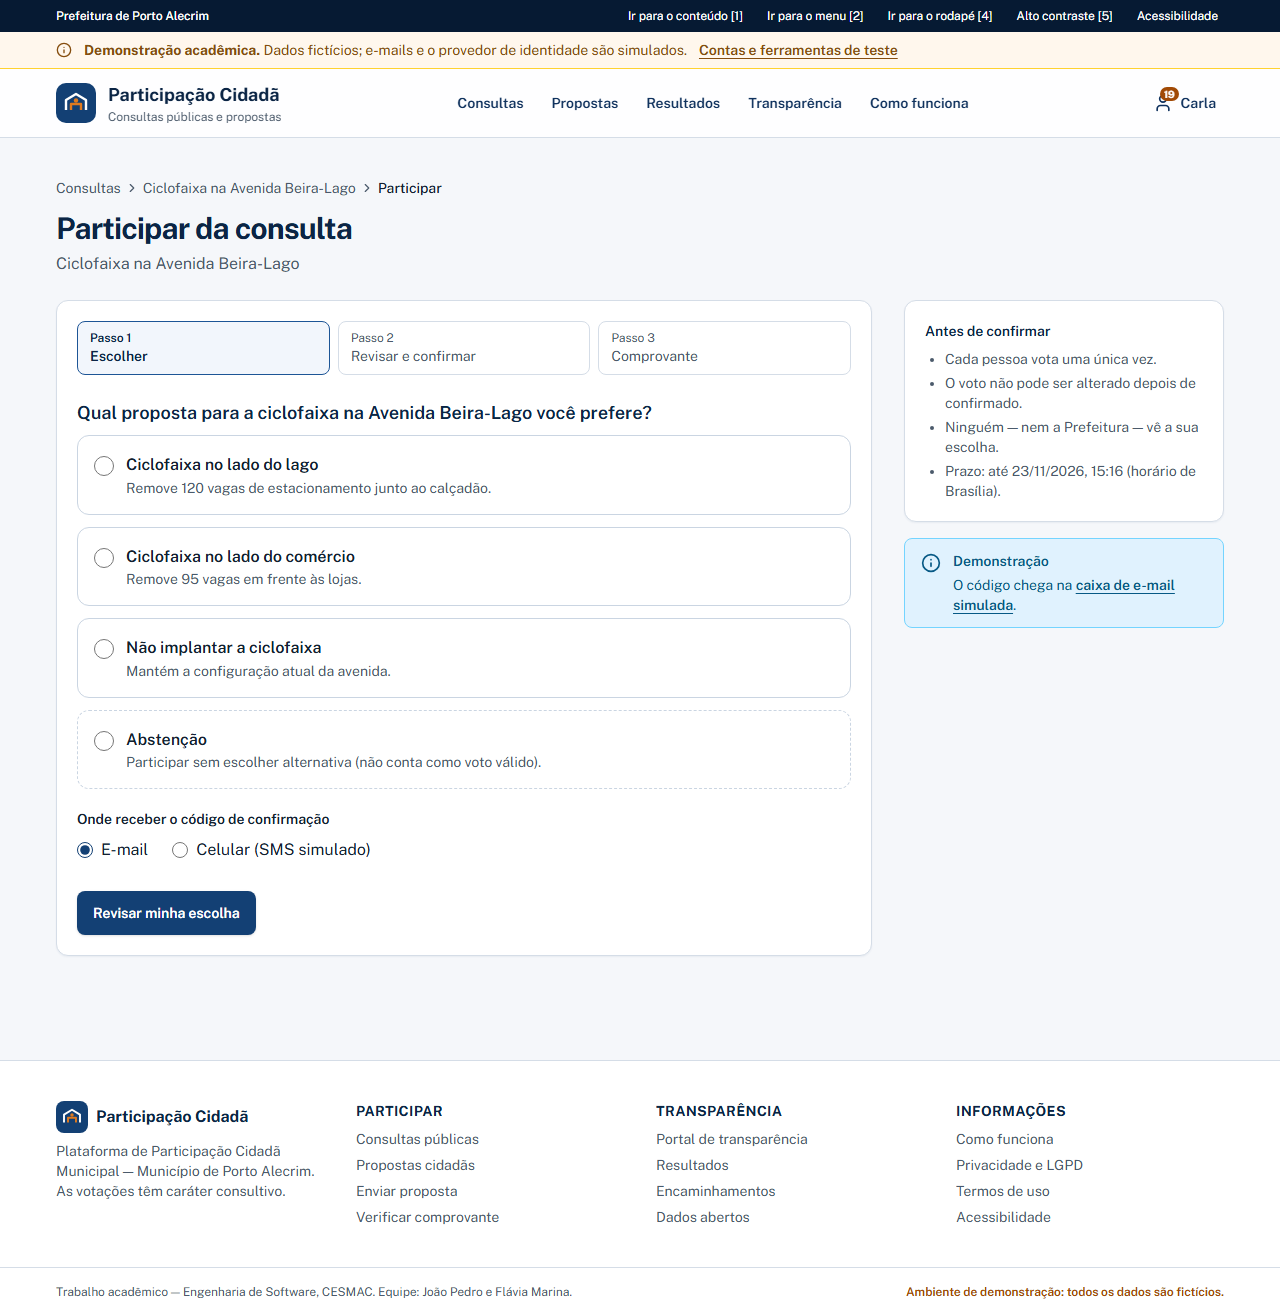 Prefeitura de Porto Alecrim
Ir para o conteúdo [1]
Ir para o menu [2]
Ir para o rodapé [4]
Alto contraste [5]
Acessibilidade
Demonstração acadêmica. Dados fictícios; e-mails e o provedor de identidade são simulados. Contas e ferramentas de teste
Participação Cidadã
Consultas públicas e propostas
Consultas
Propostas
Resultados
Transparência
Como funciona
19
Carla
Consultas > Ciclofaixa na Avenida Beira-Lago > Participar
Participar da consulta
Ciclofaixa na Avenida Beira-Lago
Passo 1
Escolher
Passo 2
Revisar e confirmar
Passo 3
Comprovante
Qual proposta para a ciclofaixa na Avenida Beira-Lago você prefere?
Ciclofaixa no lado do lago
Remove 120 vagas de estacionamento junto ao calçadão.
Ciclofaixa no lado do comércio
Remove 95 vagas em frente às lojas.
Não implantar a ciclofaixa
Mantém a configuração atual da avenida.
Abstenção
Participar sem escolher alternativa (não conta como voto válido).
Onde receber o código de confirmação
E-mail
Celular (SMS simulado)
Revisar minha escolha
Antes de confirmar
• Cada pessoa vota uma única vez.
• O voto não pode ser alterado depois de
confirmado.
• Ninguém — nem a Prefeitura — vê a sua
escolha.
• Prazo: até 23/11/2026, 15:16 (horário de
Brasília).
Demonstração
O código chega na caixa de e-mail
simulada.
Participação Cidadã
Plataforma de Participação Cidadã
Municipal — Município de Porto Alecrim.
As votações têm caráter consultivo.
PARTICIPAR
Consultas públicas
Propostas cidadãs
Enviar proposta
Verificar comprovante
TRANSPARÊNCIA
Portal de transparência
Resultados
Encaminhamentos
Dados abertos
INFORMAÇÕES
Como funciona
Privacidade e LGPD
Termos de uso
Acessibilidade
Trabalho acadêmico — Engenharia de Software, CESMAC. Equipe: João Pedro e Flávia Marina.
Ambiente de demonstração: todos os dados são fictícios.